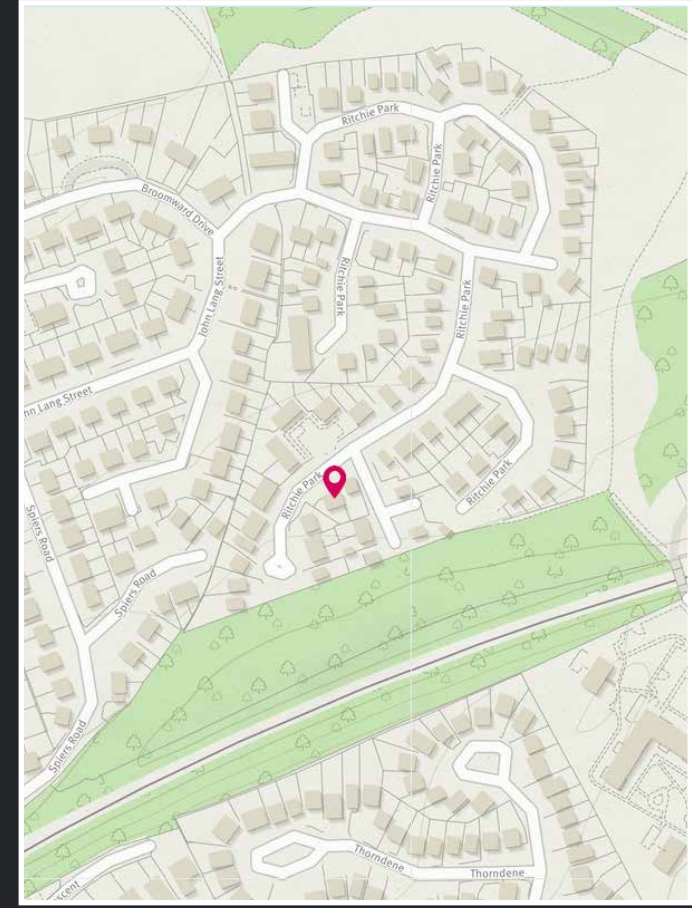 Ritchie Park
Ritchie Park
Broomward Drive
Ritchie Park
John Lang Street
Ritchie Park
nn Lang Street
Ritchie Park
Ritchie Park
Spiers Road
Spiers Road
Spiers Road
Thorndene
Thorndene
scent